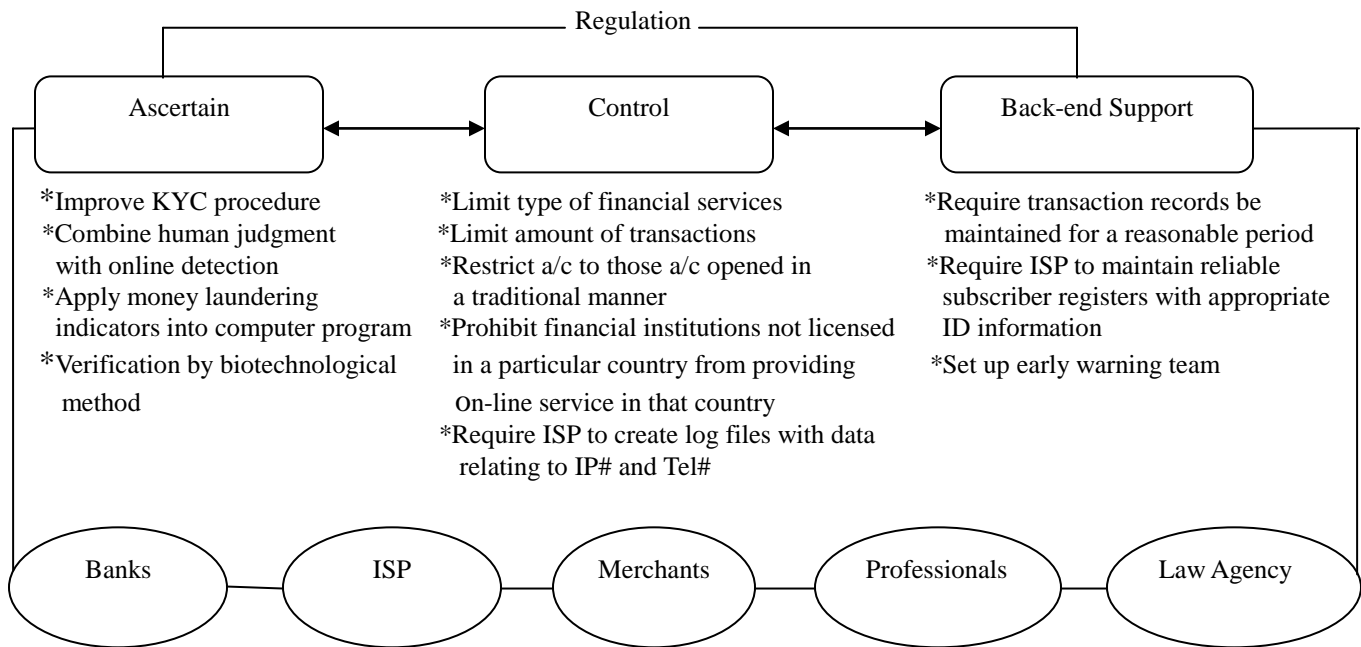 Regulation
Ascertain
Control
Back-end Support
*Improve KYC procedure
*Combine human judgment
with online detection
*Apply money laundering
indicators into computer program
*Verification by biotechnological
method
*Limit type of financial services
*Limit amount of transactions
*Restrict a/c to those a/c opened in
a traditional manner
*Prohibit financial institutions not licensed
in a particular country from providing
on-line service in that country
*Require ISP to create log files with data
relating to IP# and Tel#
*Require transaction records be
maintained for a reasonable period
*Require ISP to maintain reliable
subscriber registers with appropriate
ID information
*Set up early warning team
Banks
ISP
Merchants
Professionals
Law Agency